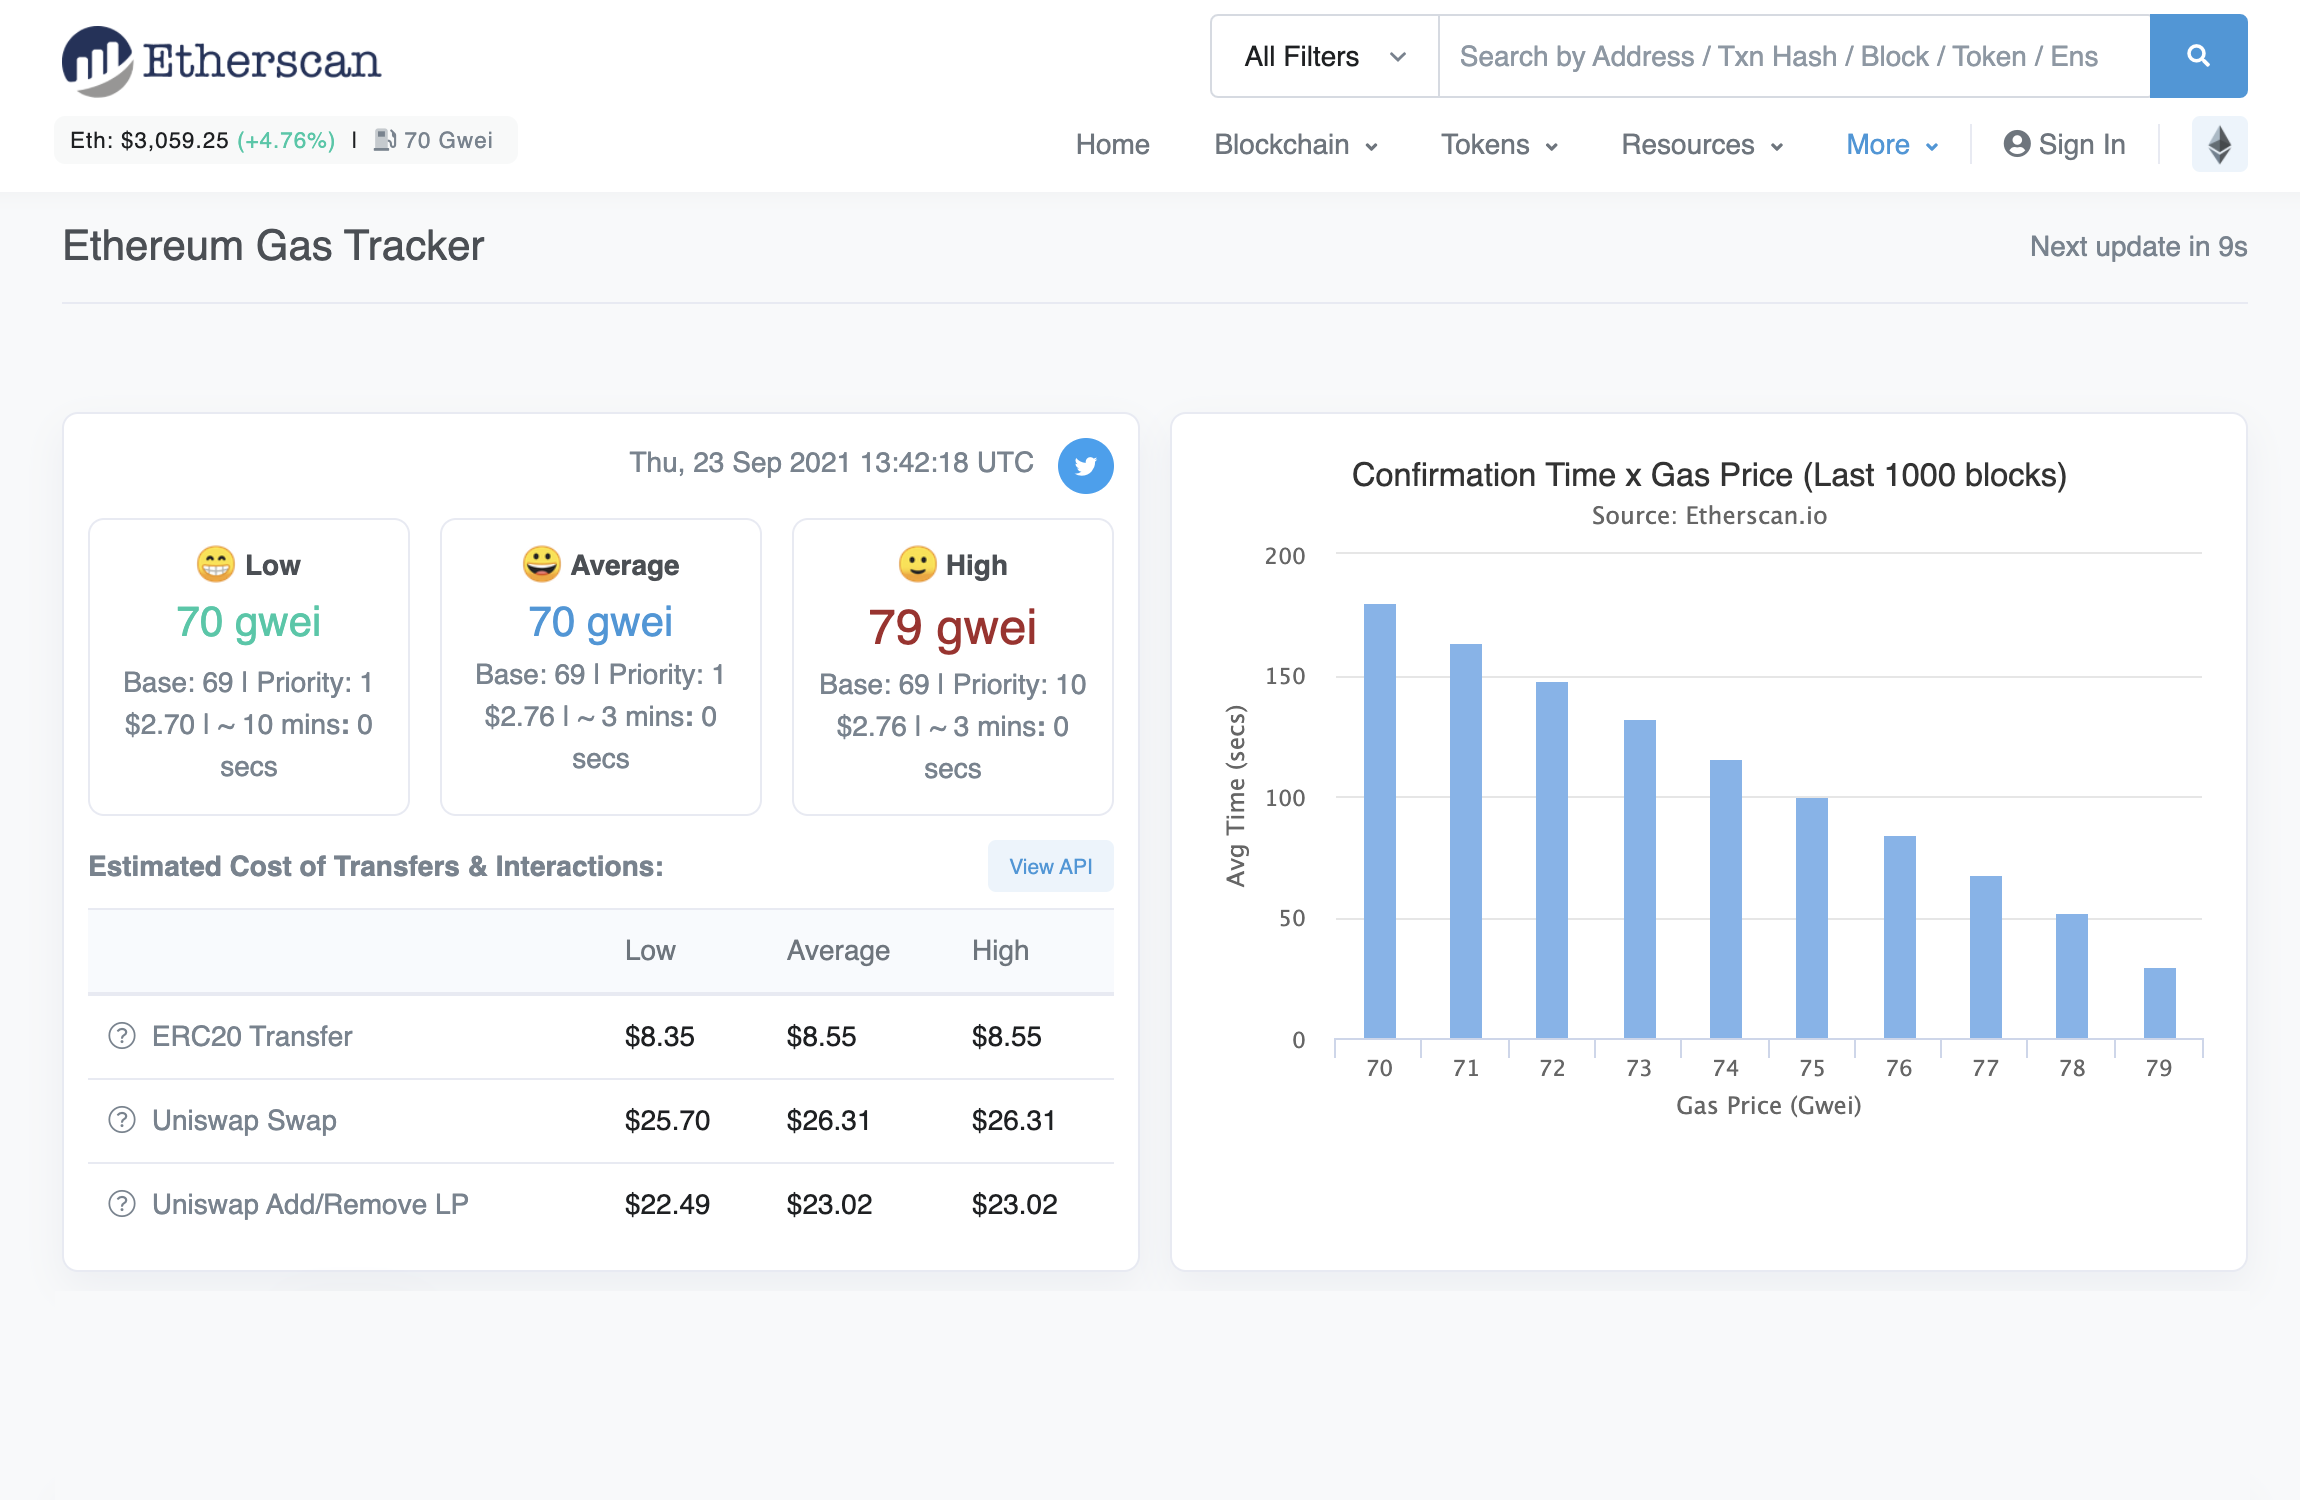 Etherscan
All Filters
Search by Address / Txn Hash / Block / Token / Ens
Eth: $3,059.25 (+4.76%) | 70 Gwei
Home Blockchain Tokens Resources More Sign In
Ethereum Gas Tracker
Next update in 9s
Thu, 23 Sep 2021 13:42:18 UTC
Low
70 gwei
Base: 69 | Priority: 1
$2.70 | ~ 10 mins: 0
secs
Average
70 gwei
Base: 69 | Priority: 1
$2.76 | ~ 3 mins: 0
secs
High
79 gwei
Base: 69 | Priority: 10
$2.76 | ~ 3 mins: 0
secs
Estimated Cost of Transfers & Interactions:
View API
Low Average High
? ERC20 Transfer $8.35 $8.55 $8.55
? Uniswap Swap $25.70 $26.31 $26.31
? Uniswap Add/Remove LP $22.49 $23.02 $23.02
Confirmation Time x Gas Price (Last 1000 blocks)
Source: Etherscan.io
Avg Time (secs)
200
150
100
50
0
70 71 72 73 74 75 76 77 78 79
Gas Price (Gwei)